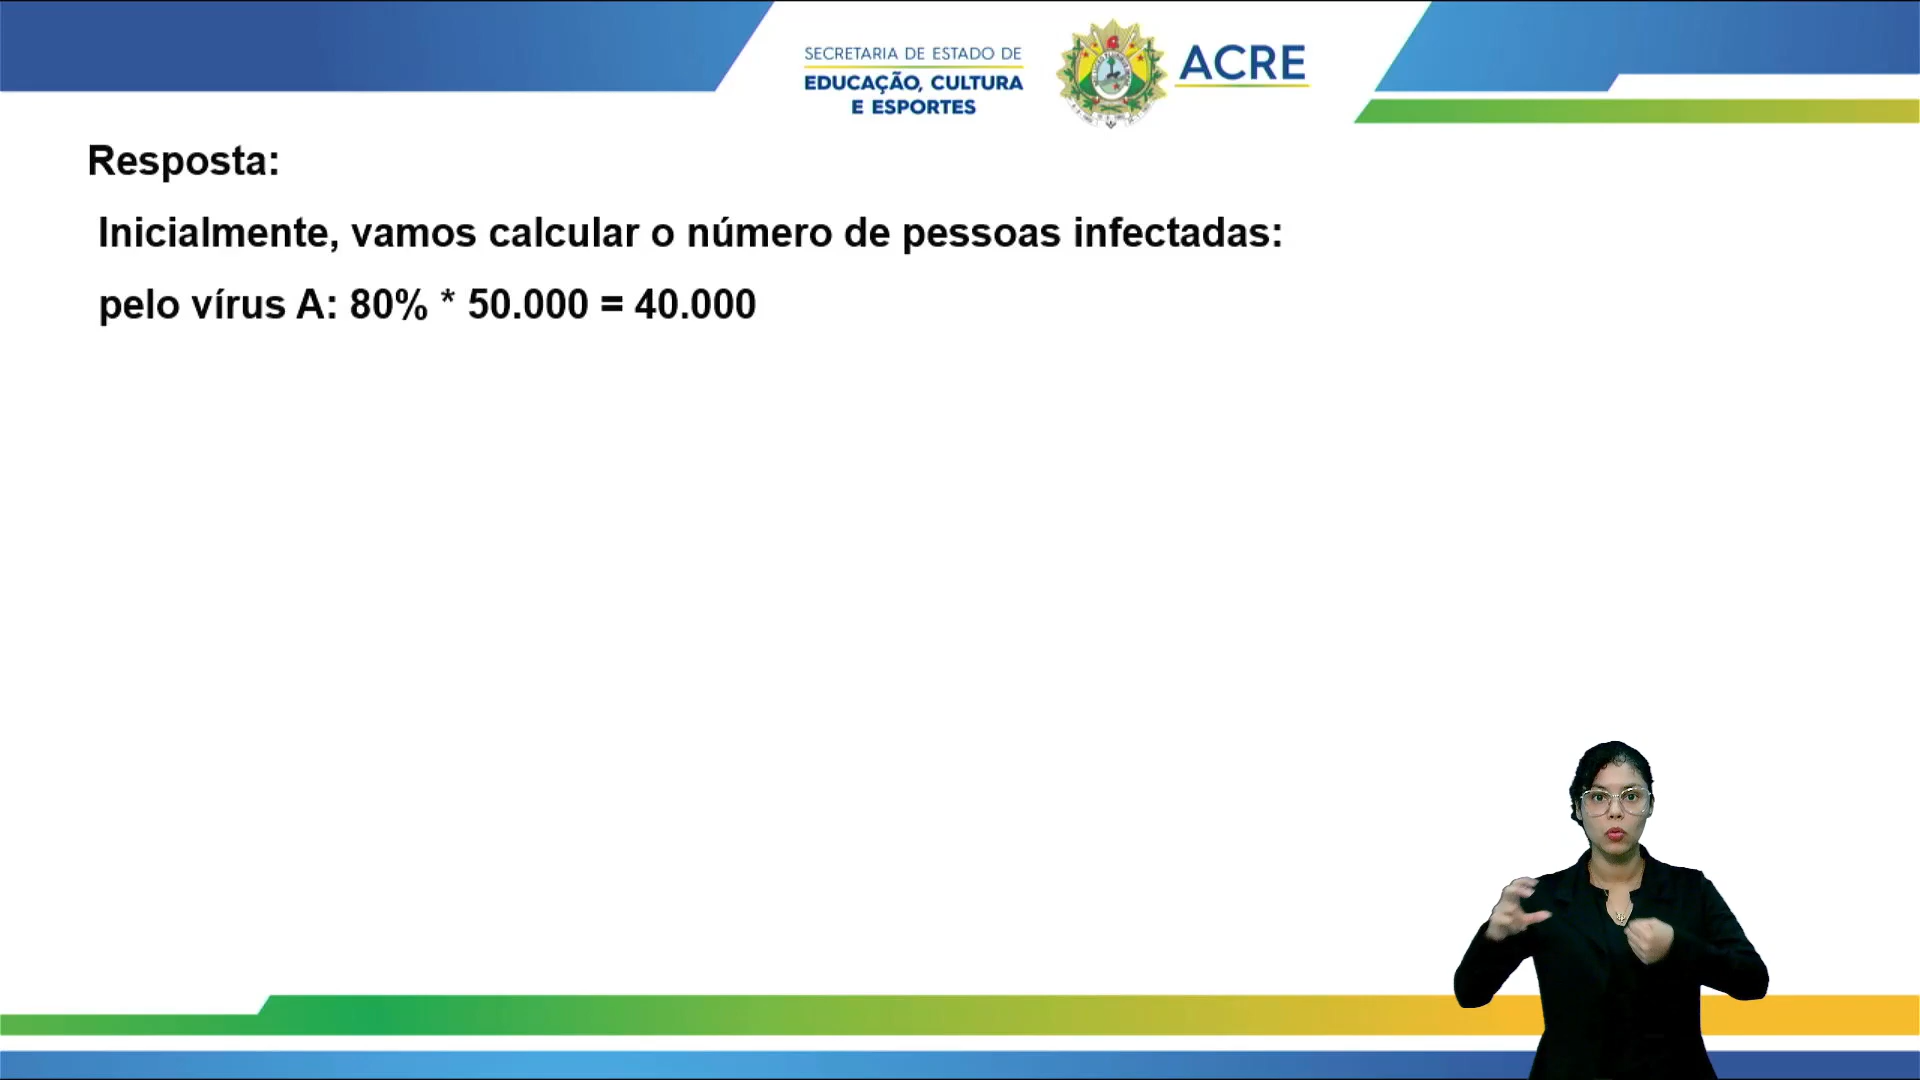 SECRETARIA DE ESTADO DE
EDUCAÇÃO, CULTURA
E ESPORTES
ACRE
Resposta:
Inicialmente, vamos calcular o número de pessoas infectadas:
pelo vírus A: 80% * 50.000 = 40.000